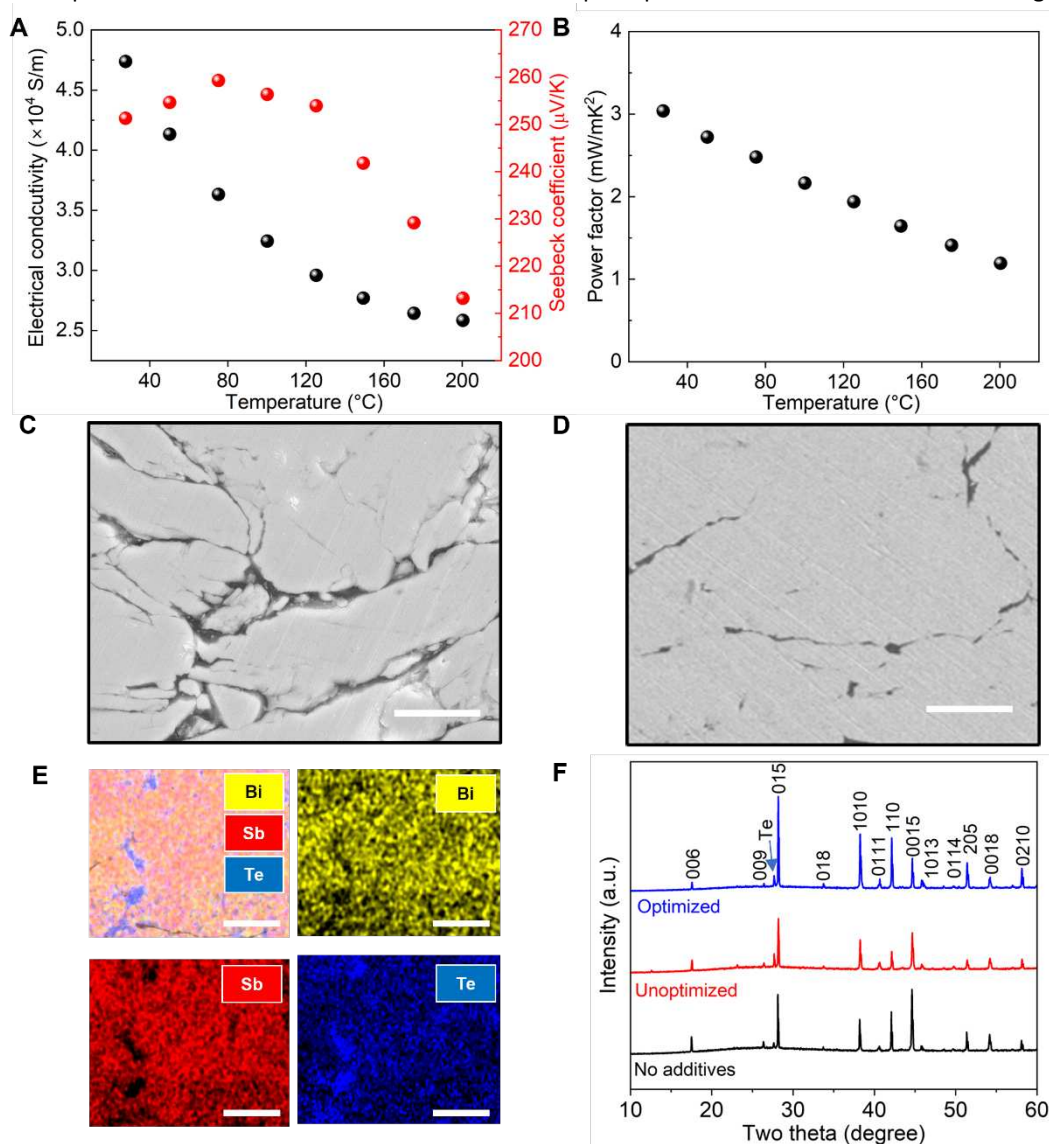 A
B
5.0
4.5
4.0
3.5
3.0
2.5
Electrical condcutivity (×10⁴ S/m)
270
260
250
240
230
220
210
200
Seebeck coefficient (μV/K)
40 80 120 160 200
Temperature (°C)
4
3
2
1
0
Power factor (mW/mK²)
40 80 120 160 200
Temperature (°C)
C
D
E
Bi
Sb
Te
Bi
Sb
Te
F
006
009
Te
015
018
1010
0111
110
0015
1013
0114
205
0018
0210
Optimized
Unoptimized
No additives
Intensity (a.u.)
10 20 30 40 50 60
Two theta (degree)